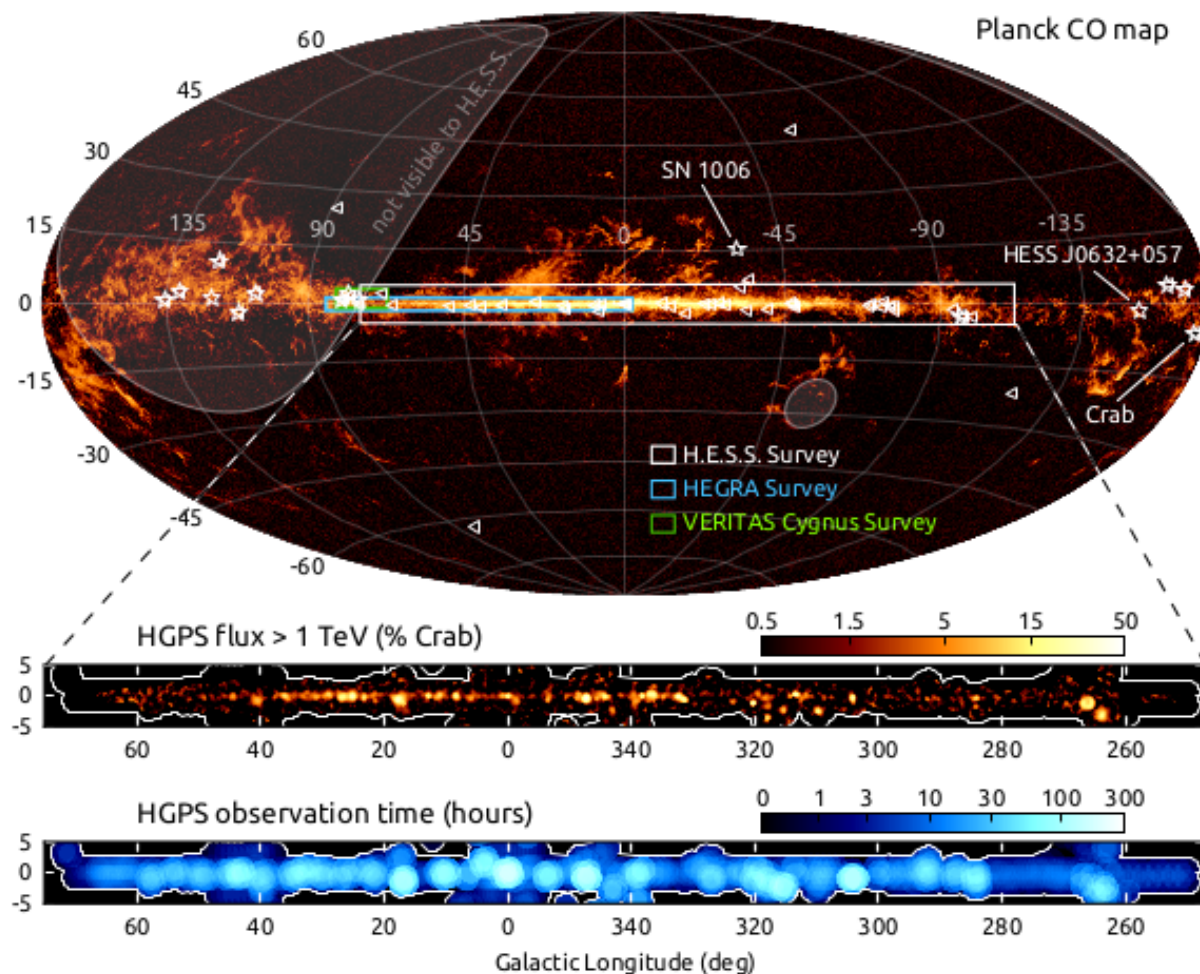 Planck CO map
60
45
30
15
0
-15
-30
-45
-60
not visible to H.E.S.S.
135
90
45
0
-45
-90
-135
SN 1006
HESS J0632+057
Crab
H.E.S.S. Survey
HEGRA Survey
VERITAS Cygnus Survey
HGPS flux > 1 TeV (% Crab)
0.5 1.5 5 15 50
5
0
-5
60 40 20 0 340 320 300 280 260
HGPS observation time (hours)
0 1 3 10 30 100 300
5
0
-5
60 40 20 0 340 320 300 280 260
Galactic Longitude (deg)